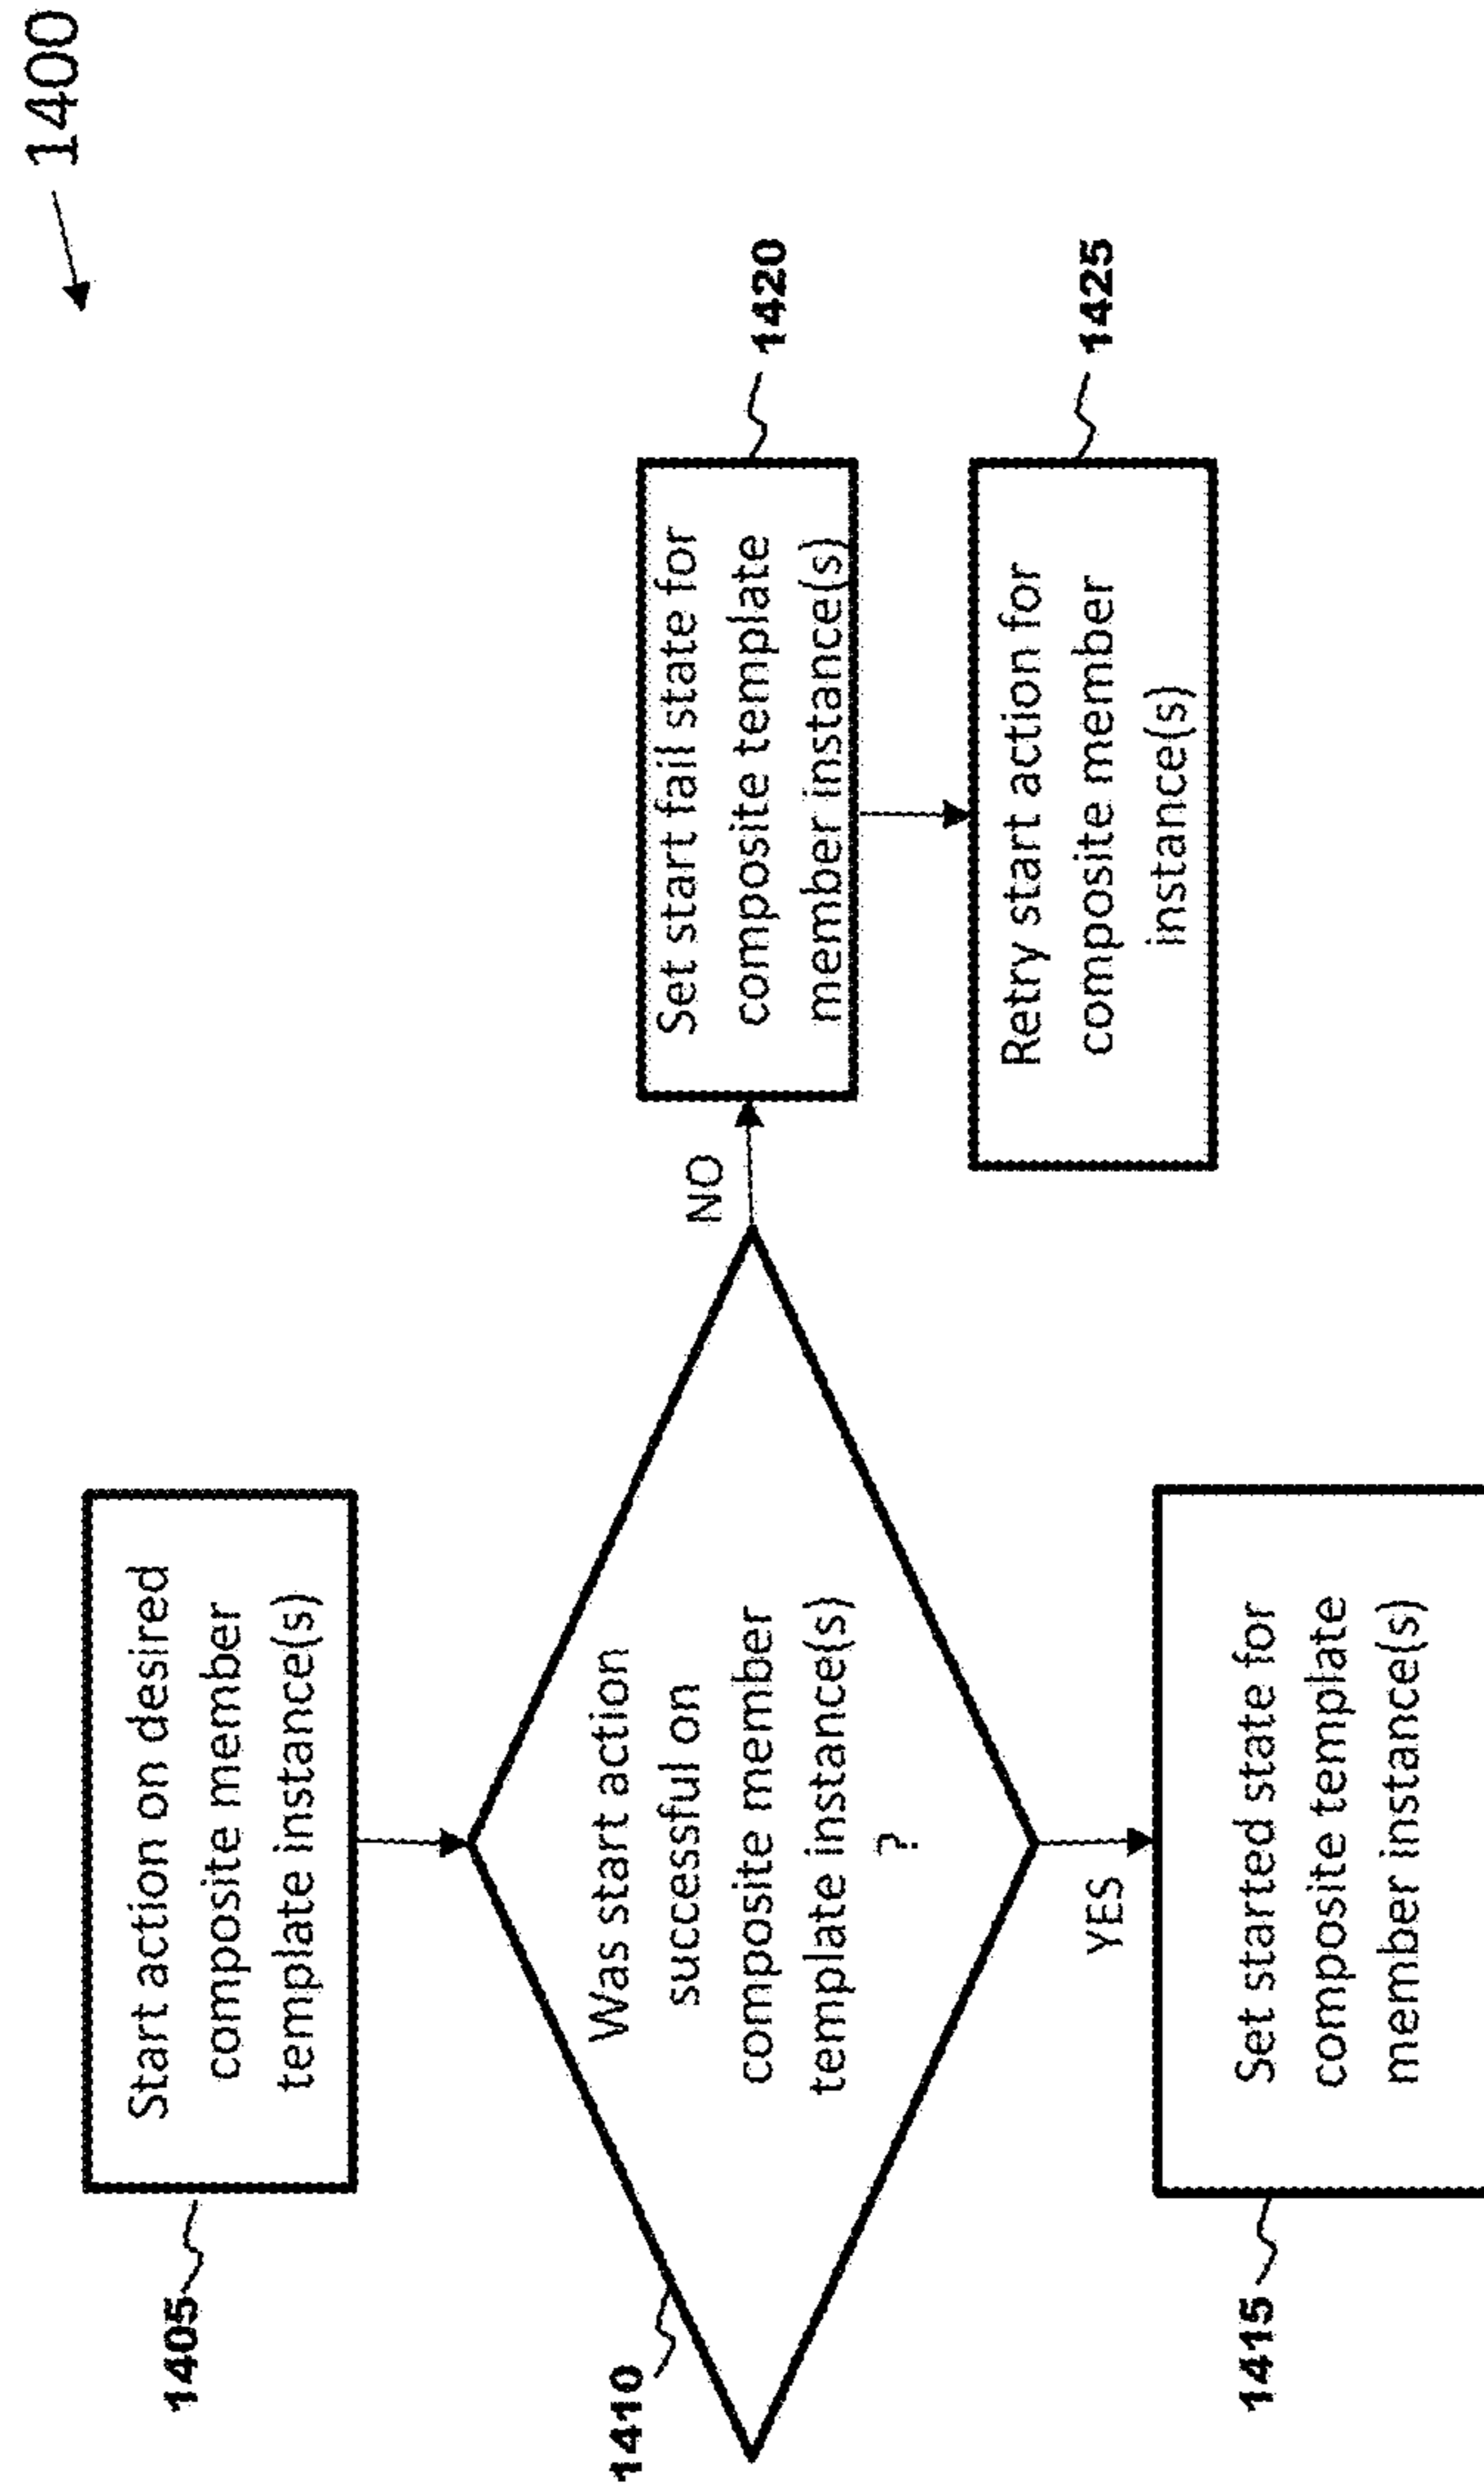 1400
1405
Start action on desired
composite member
template instance(s)
1410
Was start action
successful on
composite member
template instance(s)
?
NO
1420
Set start fail state for
composite template
member instance(s)
1425
Retry start action for
composite member
instance(s)
YES
1415
Set started state for
composite template
member instance(s)